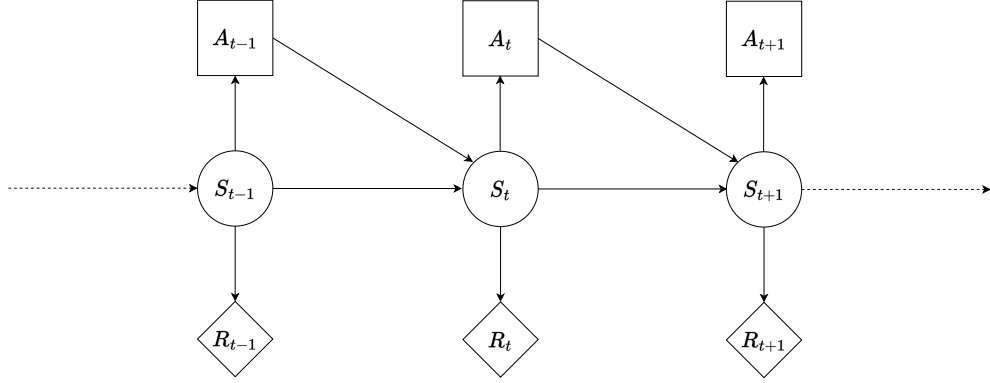 A_{t-1} A_t A_{t+1}
S_{t-1} S_t S_{t+1}
R_{t-1} R_t R_{t+1}